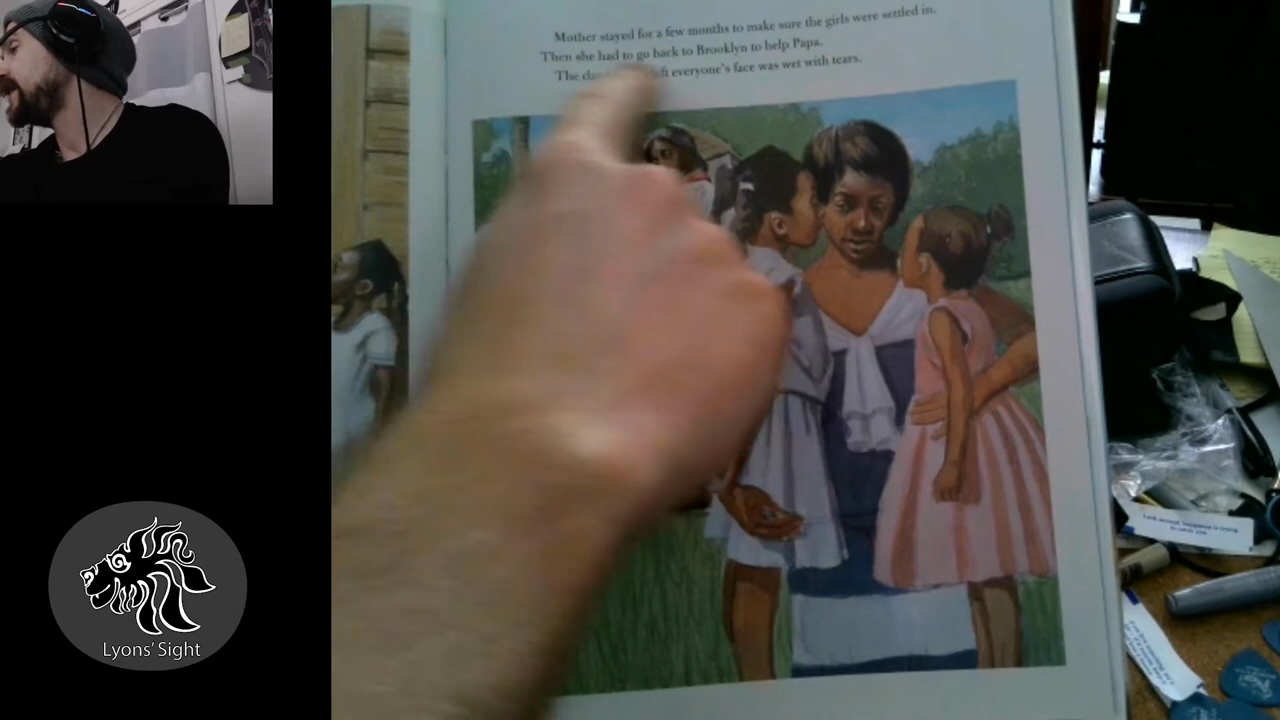 Mother stayed for a few months to make sure the girls were settled in.
Then she had to go back to Brooklyn to help Papa.
The everyone's face was wet with tears.
Lyons' Sight